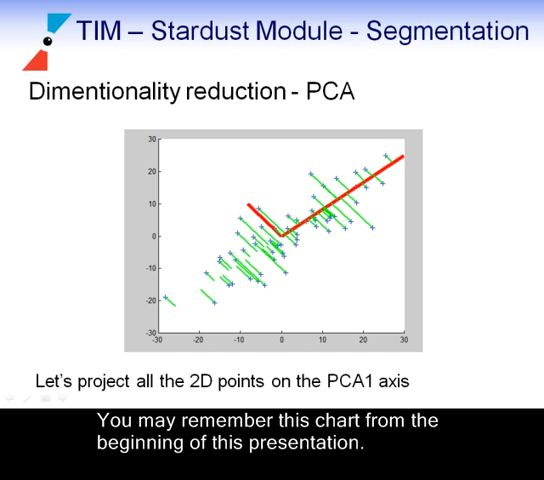 TIM – Stardust Module - Segmentation
Dimentionality reduction - PCA
30
20
10
0
-10
-20
-30
-30 -20 -10 0 10 20 30
Let's project all the 2D points on the PCA1 axis
You may remember this chart from the
beginning of this presentation.